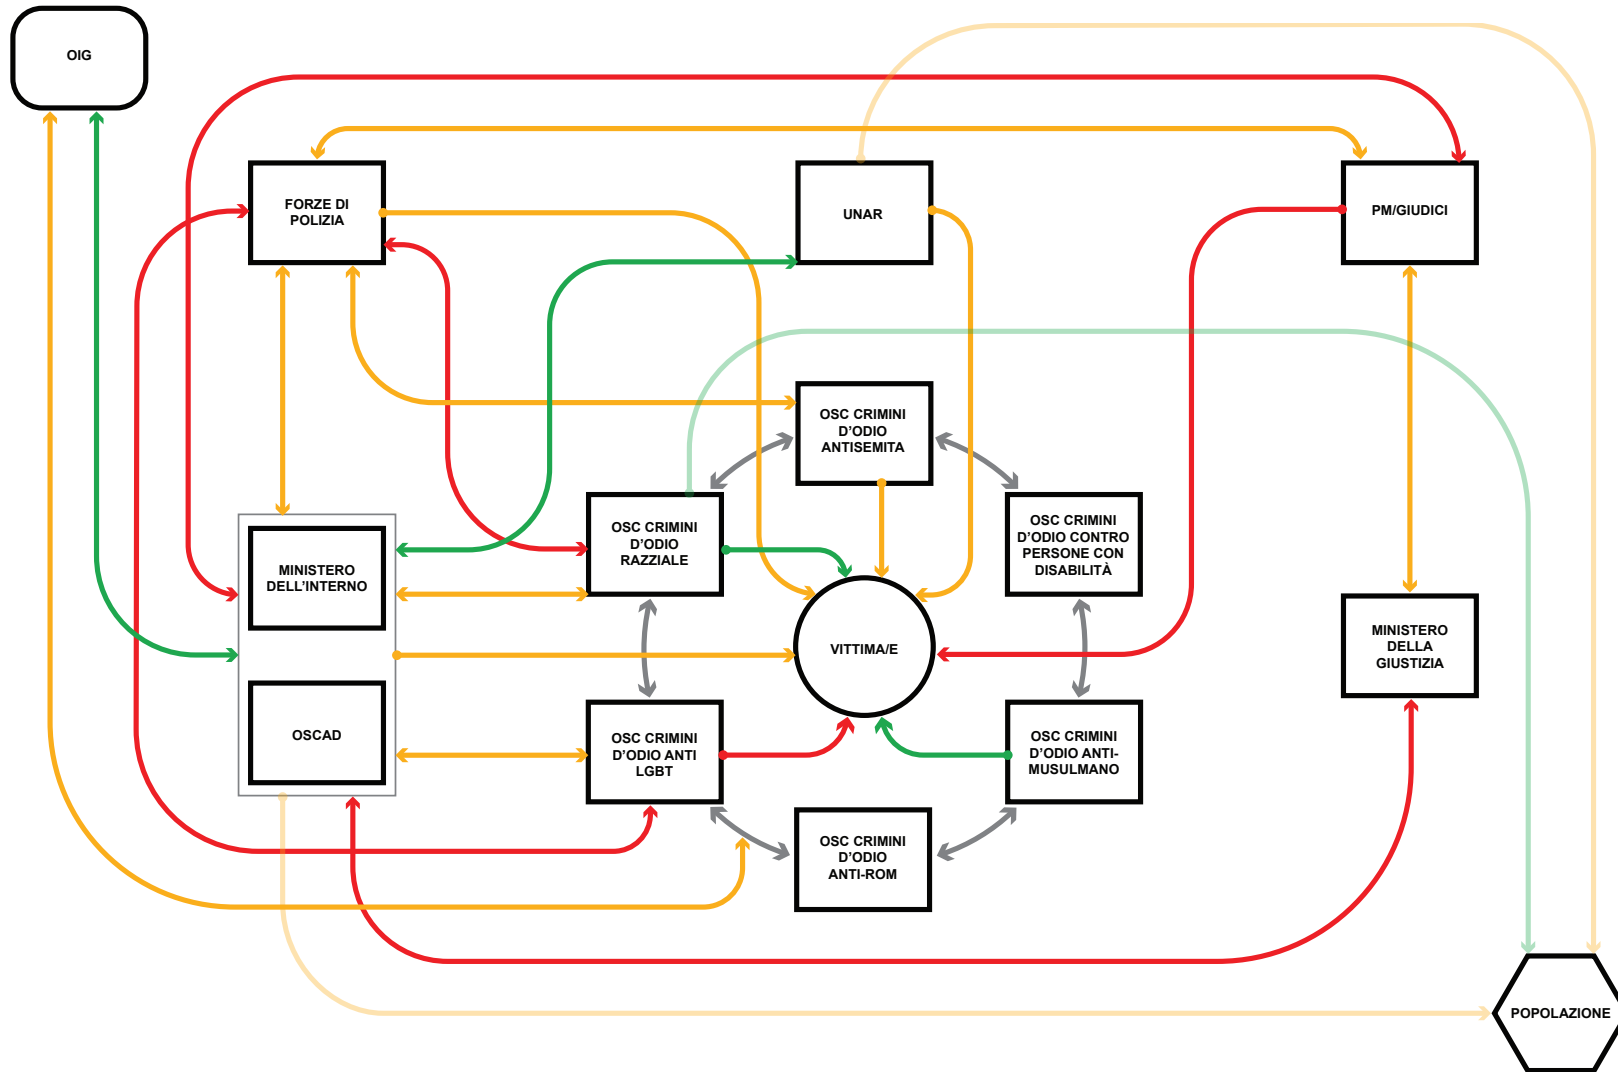 OIG
FORZE DI
POLIZIA
UNAR
PM/GIUDICI
OSC CRIMINI
D’ODIO
ANTISEMITA
OSC CRIMINI
D’ODIO
RAZZIALE
OSC CRIMINI
D’ODIO CONTRO
PERSONE CON
DISABILITÀ
MINISTERO
DELL’INTERNO
VITTIMA/E
MINISTERO
DELLA
GIUSTIZIA
OSCAD
OSC CRIMINI
D’ODIO ANTI
LGBT
OSC CRIMINI
D’ODIO ANTI-
MUSULMANO
OSC CRIMINI
D’ODIO
ANTI-ROM
POPOLAZIONE